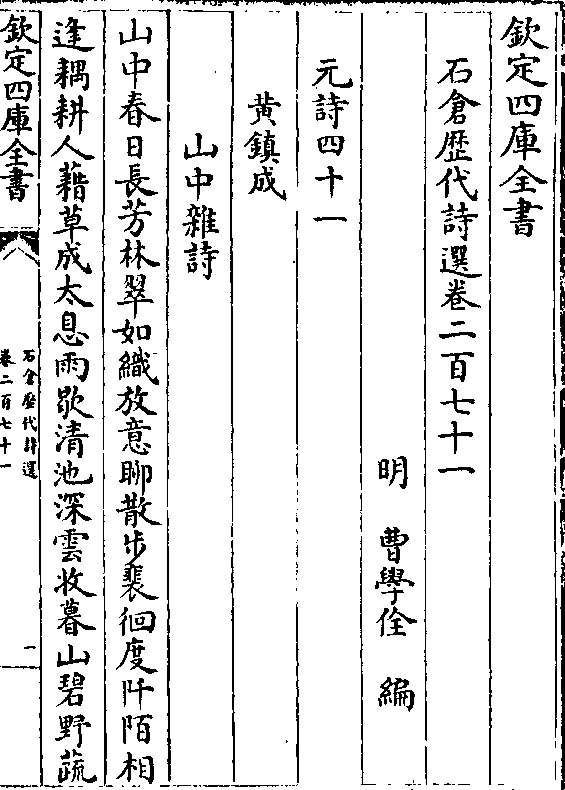 欽定四庫全書
石倉歴代詩選卷二百七十一
明 曹學佺 編
元詩四十一
黄鎮成
山中雜詩
山中春日長芳林翠如織放意聊散步裴徊度阡陌相
逢耦耕人藉草成太息雨歇清池深雲收暮山碧野蔬
欽定四庫全書
石倉歴代詩選
卷二百七十一
一